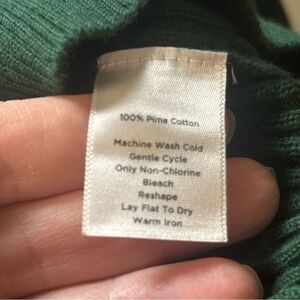 100% Pima Cotton
Machine Wash Cold
Gentle Cycle
Only Non-Chlorine
Bleach
Reshape
Lay Flat To Dry
Warm Iron